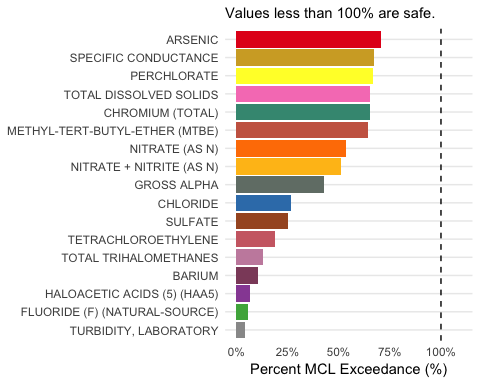 Values less than 100% are safe.
ARSENIC
SPECIFIC CONDUCTANCE
PERCHLORATE
TOTAL DISSOLVED SOLIDS
CHROMIUM (TOTAL)
METHYL-TERT-BUTYL-ETHER (MTBE)
NITRATE (AS N)
NITRATE + NITRITE (AS N)
GROSS ALPHA
CHLORIDE
SULFATE
TETRACHLOROETHYLENE
TOTAL TRIHALOMETHANES
BARIUM
HALOACETIC ACIDS (5) (HAA5)
FLUORIDE (F) (NATURAL-SOURCE)
TURBIDITY, LABORATORY
0% 25% 50% 75% 100%
Percent MCL Exceedance (%)